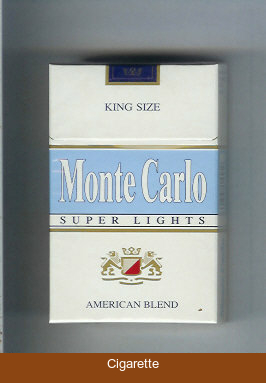 KING SIZE
Monte Carlo
SUPER LIGHTS
AMERICAN BLEND
Cigarette